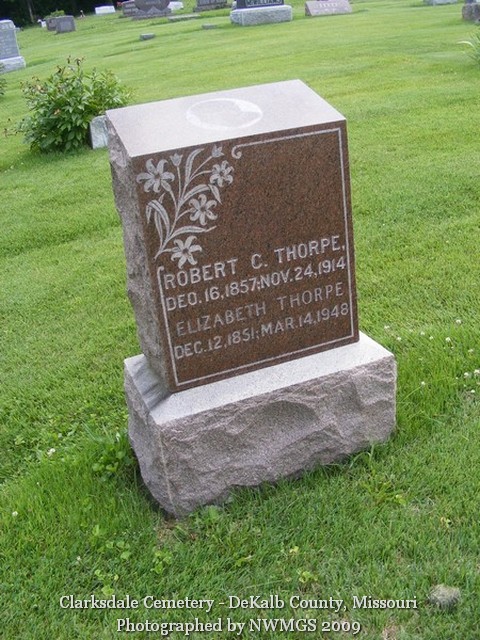 ROBERT C. THORPE.
DEO. 16, 1857; NOV. 24, 1914
ELIZABETH THORPE
DEC. 12, 1851; MAR. 14, 1948
Clarksdale Cemetery - DeKalb County, Missouri
Photographed by NWMGS 2009